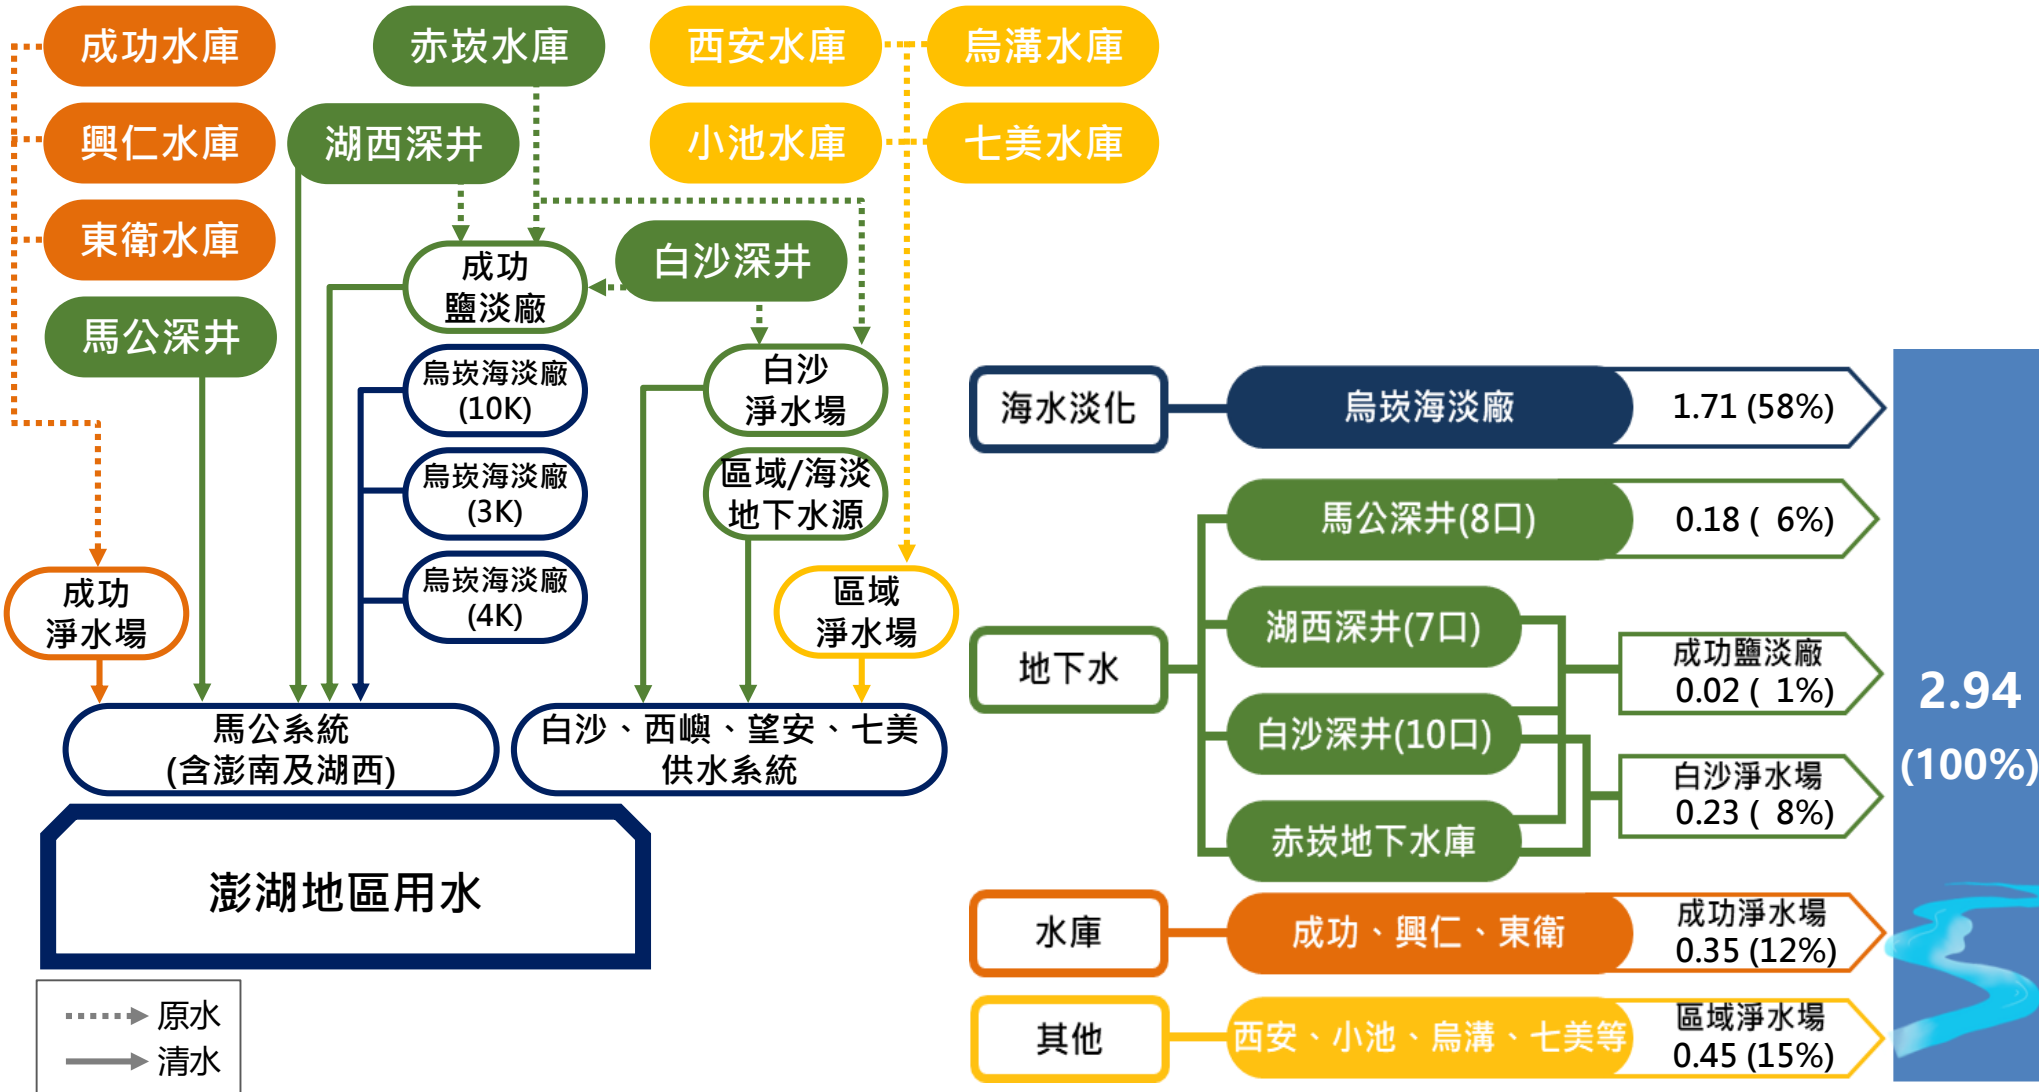 成功水庫
赤崁水庫
西安水庫
烏溝水庫
興仁水庫
湖西深井
小池水庫
七美水庫
東衛水庫
白沙深井
馬公深井
成功
鹽淡廠
烏崁海淡廠
(10K)
烏崁海淡廠
(3K)
烏崁海淡廠
(4K)
白沙
淨水場
區域/海淡
地下水源
成功
淨水場
區域
淨水場
馬公系統
(含澎南及湖西)
白沙、西嶼、望安、七美
供水系統
澎湖地區用水
原水
清水
海水淡化
烏崁海淡廠
1.71 (58%)
地下水
馬公深井(8口)
0.18 ( 6%)
湖西深井(7口)
白沙深井(10口)
赤崁地下水庫
成功鹽淡廠
0.02 ( 1%)
白沙淨水場
0.23 ( 8%)
水庫
成功、興仁、東衛
成功淨水場
0.35 (12%)
其他
西安、小池、烏溝、七美等
區域淨水場
0.45 (15%)
2.94
(100%)